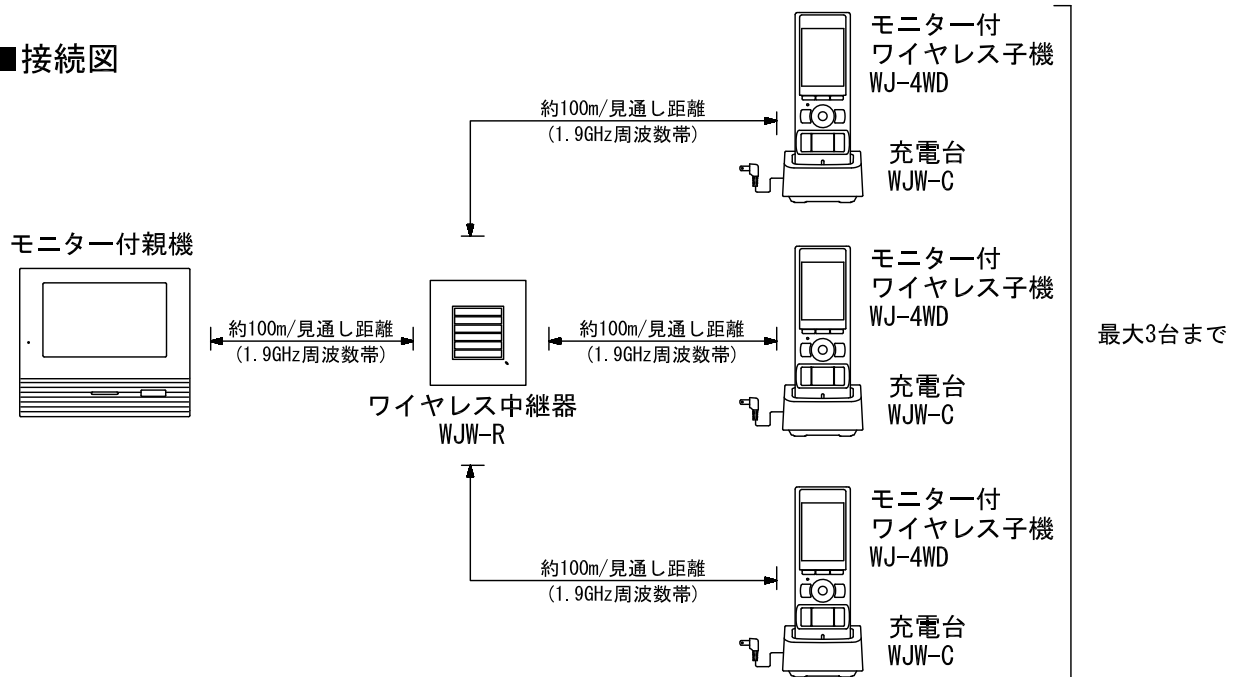 ■接続図
モニター付
ワイヤレス子機
WJ-4WD
約100m/見通し距離
(1.9GHz周波数帯)
充電台
WJW-C
モニター付親機
約100m/見通し距離
(1.9GHz周波数帯)
ワイヤレス中継器
WJW-R
約100m/見通し距離
(1.9GHz周波数帯)
モニター付
ワイヤレス子機
WJ-4WD
充電台
WJW-C
最大3台まで
約100m/見通し距離
(1.9GHz周波数帯)
モニター付
ワイヤレス子機
WJ-4WD
充電台
WJW-C